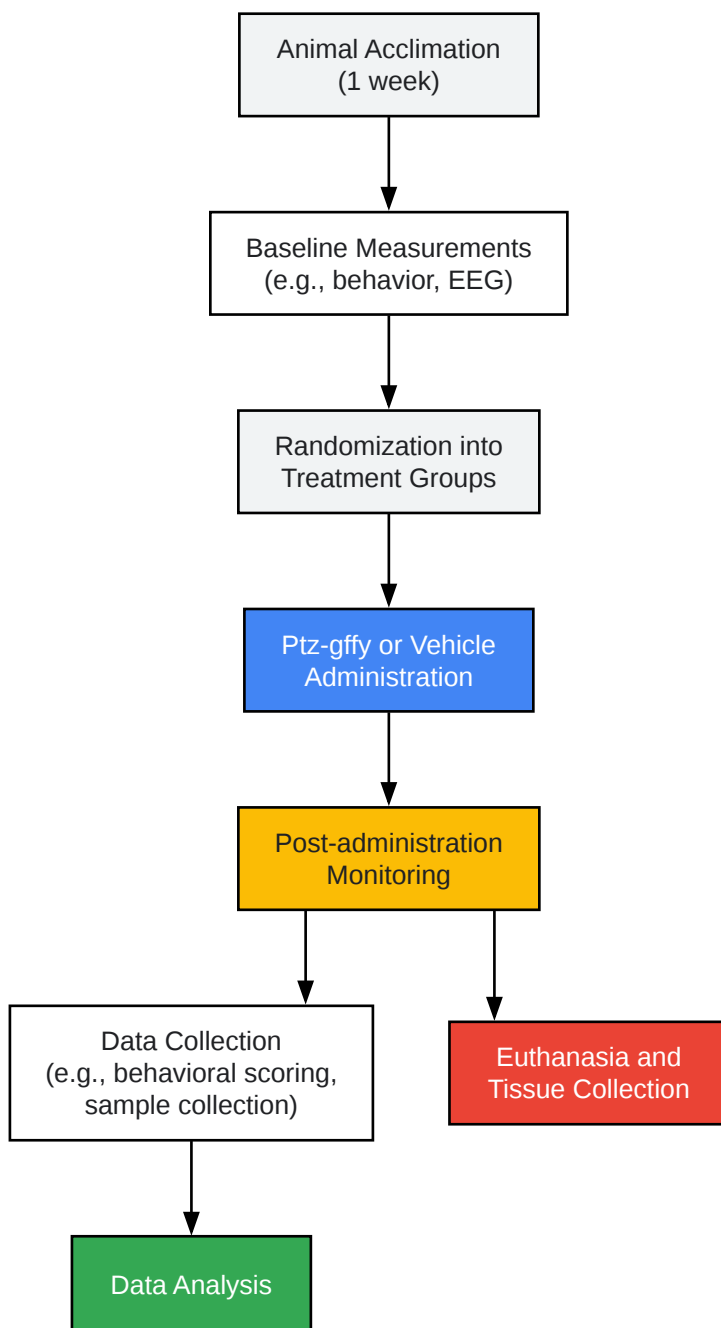 Animal Acclimation
(1 week)
Baseline Measurements
(e.g., behavior, EEG)
Randomization into
Treatment Groups
Ptz-gffy or Vehicle
Administration
Post-administration
Monitoring
Data Collection
(e.g., behavioral scoring,
sample collection)
Euthanasia and
Tissue Collection
Data Analysis